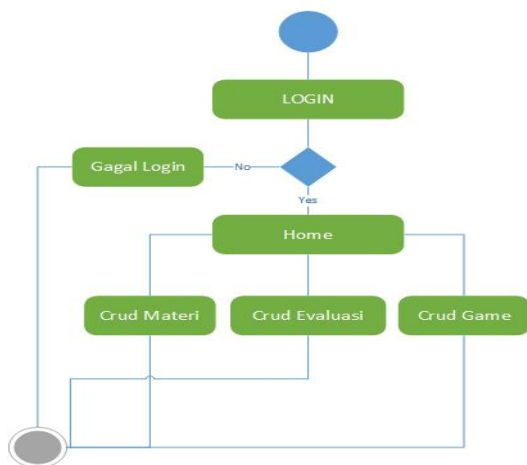 LOGIN
Gagal Login
No
Yes
Home
Crud Materi
Crud Evaluasi
Crud Game